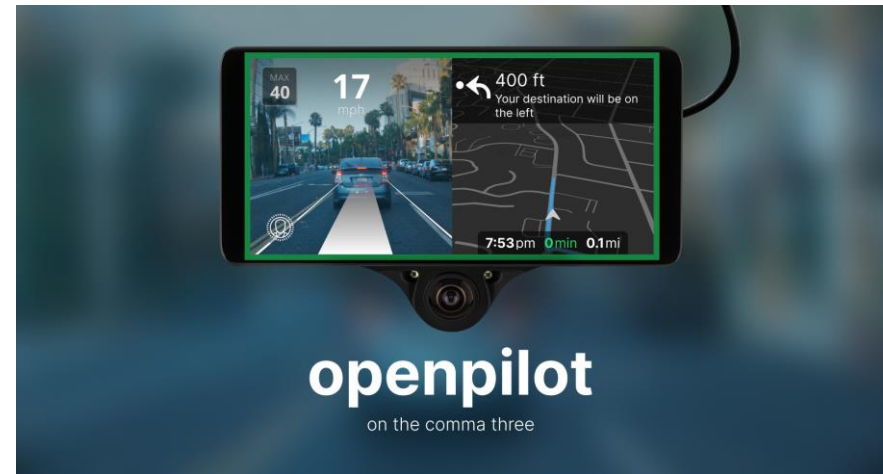 MAX
40
17
mph
400 ft
Your destination will be on
the left
7:53pm 0min 0.1mi
openpilot
on the comma three